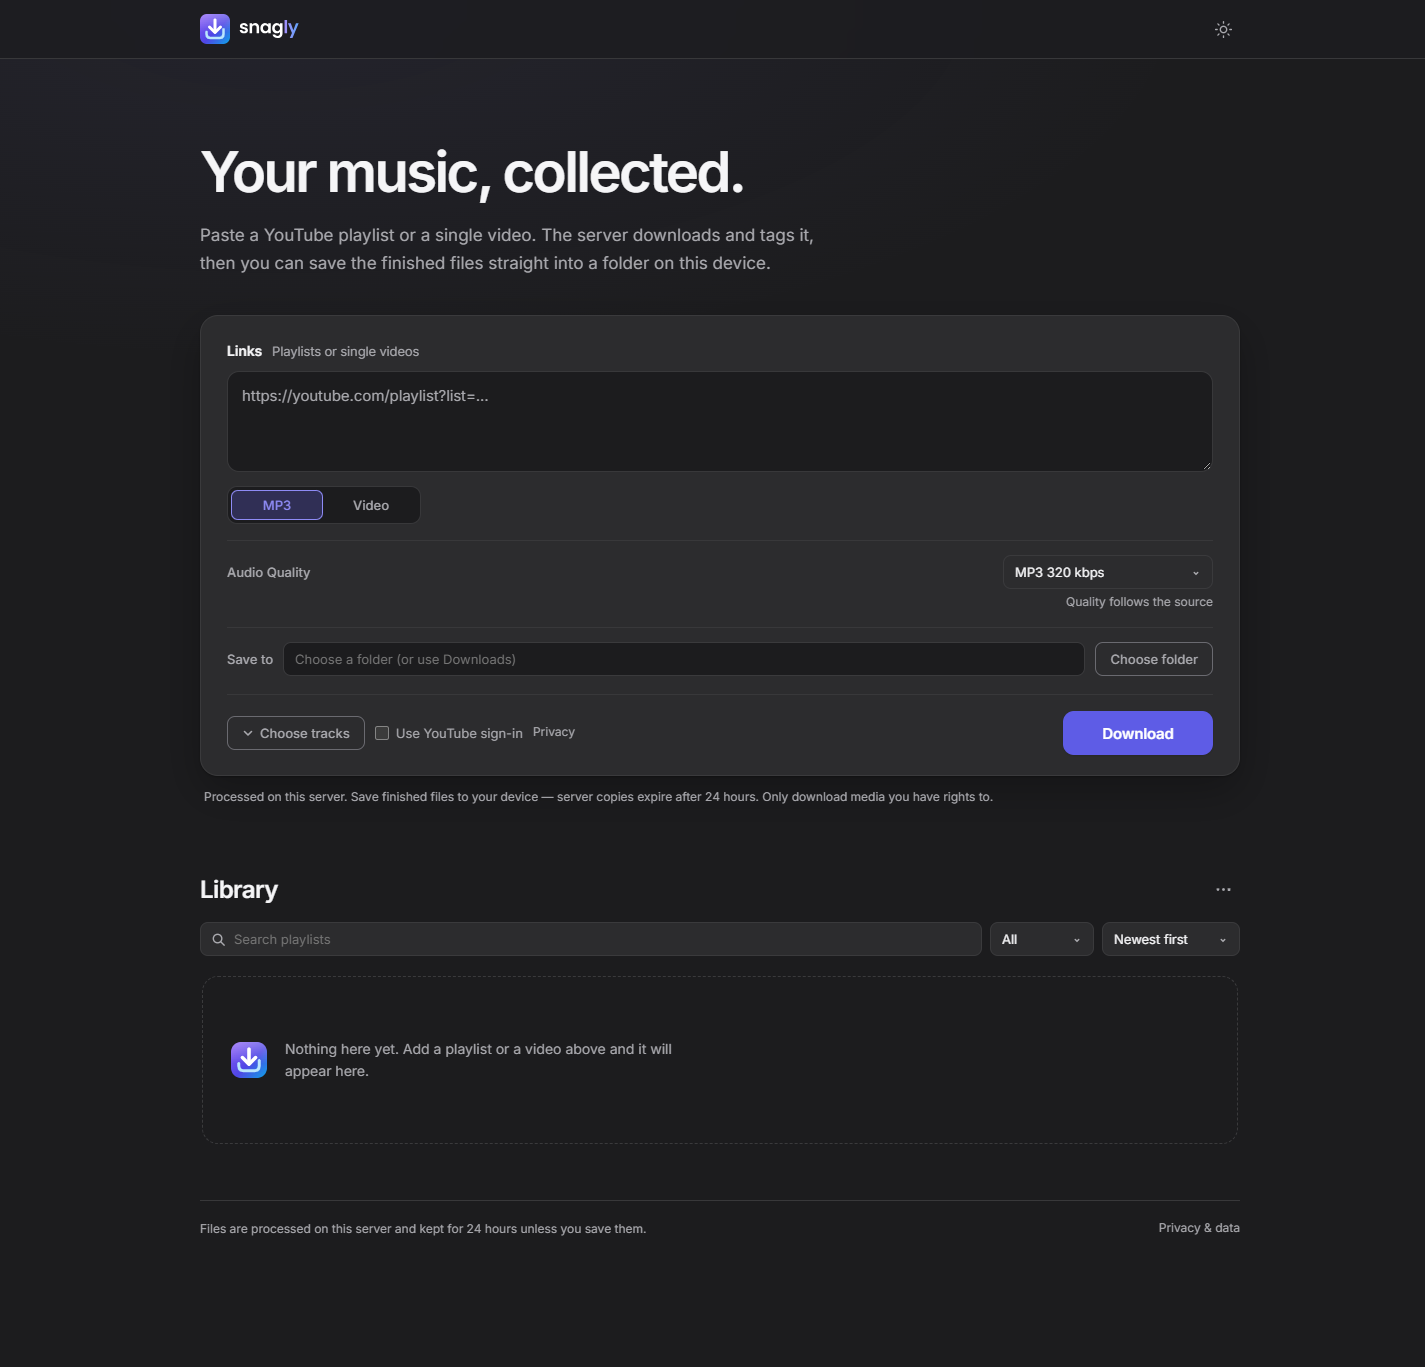 snagly
Your music, collected.
Paste a YouTube playlist or a single video. The server downloads and tags it,
then you can save the finished files straight into a folder on this device.
Links Playlists or single videos
https://youtube.com/playlist?list=...
MP3 Video
Audio Quality MP3 320 kbps
Quality follows the source
Save to Choose a folder (or use Downloads) Choose folder
Choose tracks Use YouTube sign-in Privacy Download
Processed on this server. Save finished files to your device — server copies expire after 24 hours. Only download media you have rights to.
Library
Search playlists All Newest first
Nothing here yet. Add a playlist or a video above and it will
appear here.
Files are processed on this server and kept for 24 hours unless you save them. Privacy & data